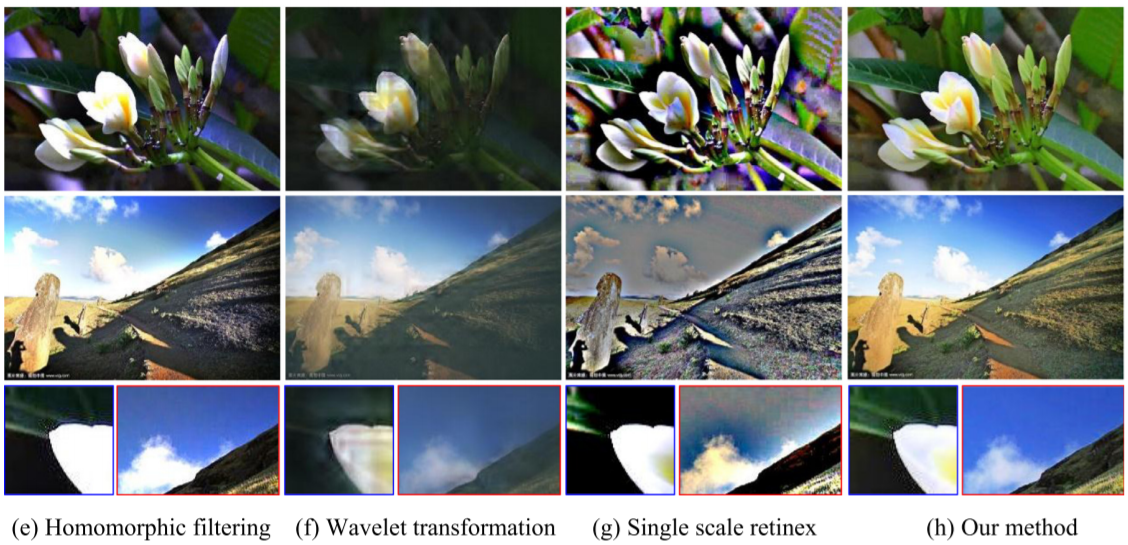 (e) Homomorphic filtering (f) Wavelet transformation (g) Single scale retinex (h) Our method